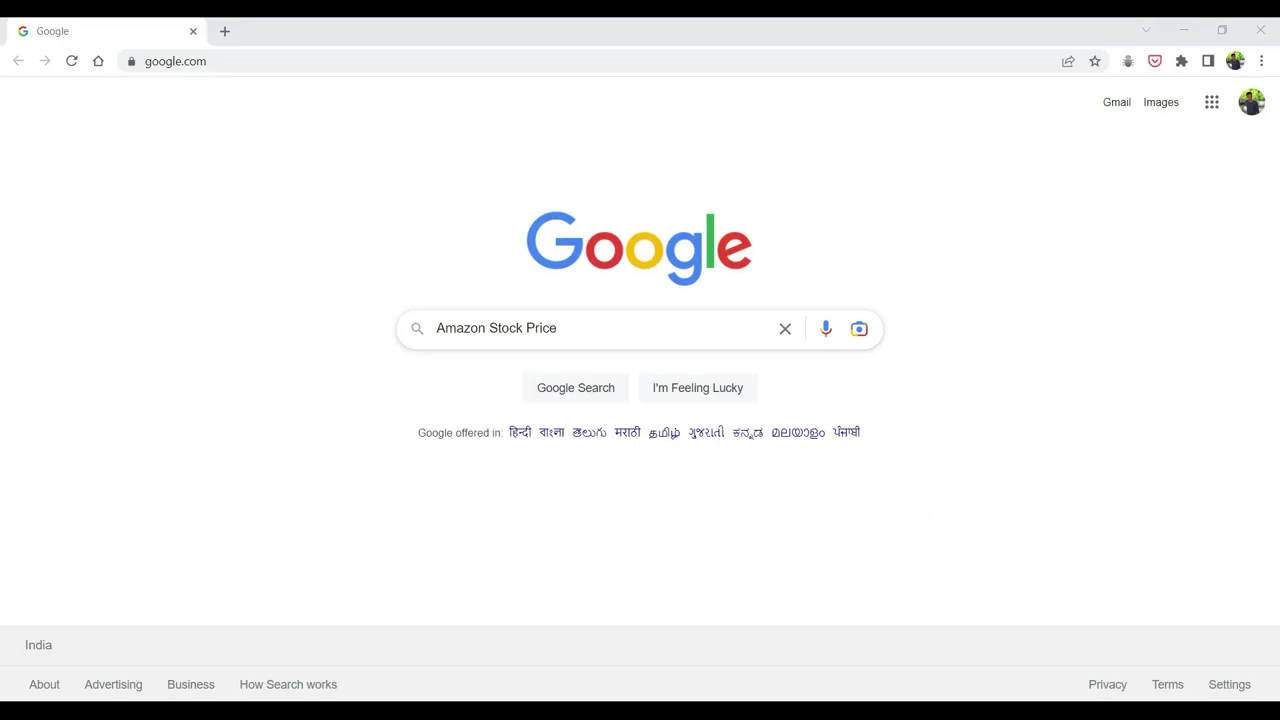 Google
google.com
Gmail Images
Google
Amazon Stock Price
Google Search I'm Feeling Lucky
Google offered in: हिन्दी বাংলা తెలుగు मराठी தமிழ் ગુજરાતી ಕನ್ನಡ മലയാളം ਪੰਜਾਬੀ
India
About Advertising Business How Search works Privacy Terms Settings